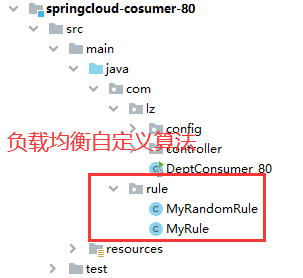 springcloud-cosumer-80
src
main
java
com
lz
config
负载均衡自定义算法
controller
DeptConsumer_80
rule
MyRandomRule
MyRule
resources
test